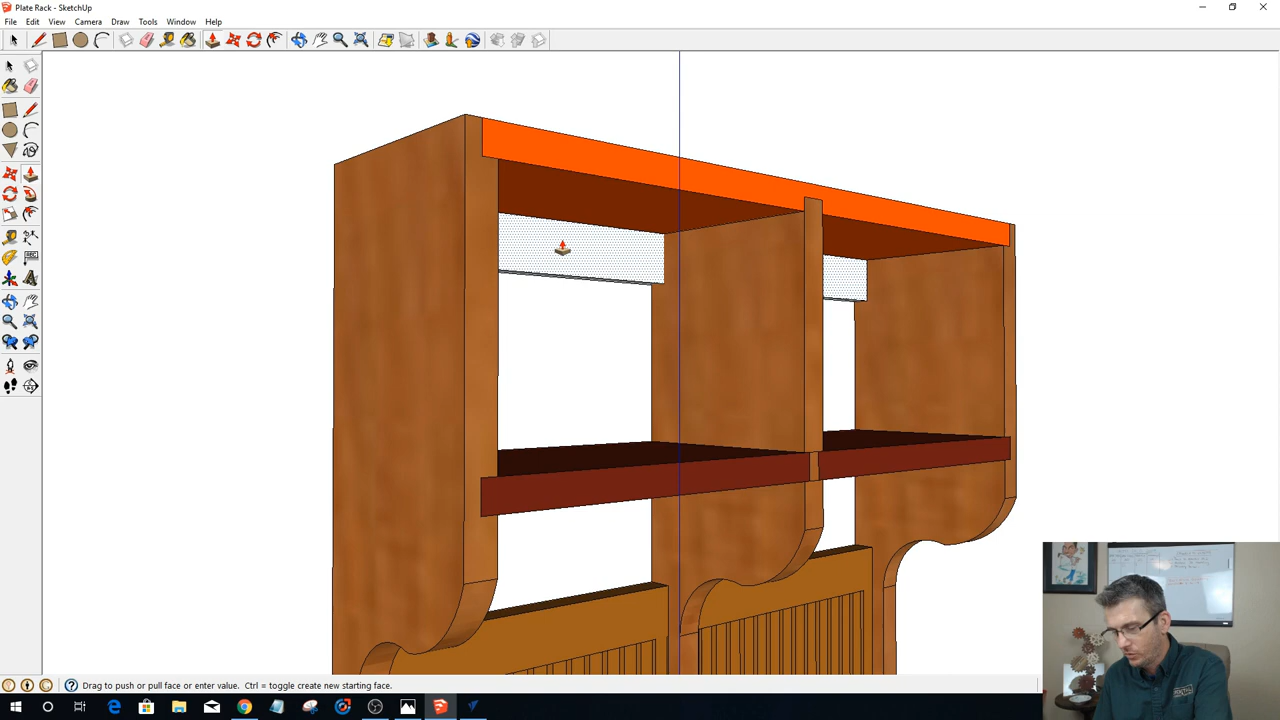 Plate Rack - SketchUp
File Edit View Camera Draw Tools Window Help
Drag to push or pull face or enter value. Ctrl = toggle create new starting face.